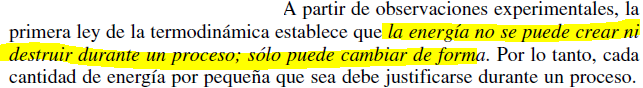 A partir de observaciones experimentales, la
primera ley de la termodinámica establece que la energía no se puede crear ni
destruir durante un proceso; sólo puede cambiar de forma. Por lo tanto, cada
cantidad de energía por pequeña que sea debe justificarse durante un proceso.